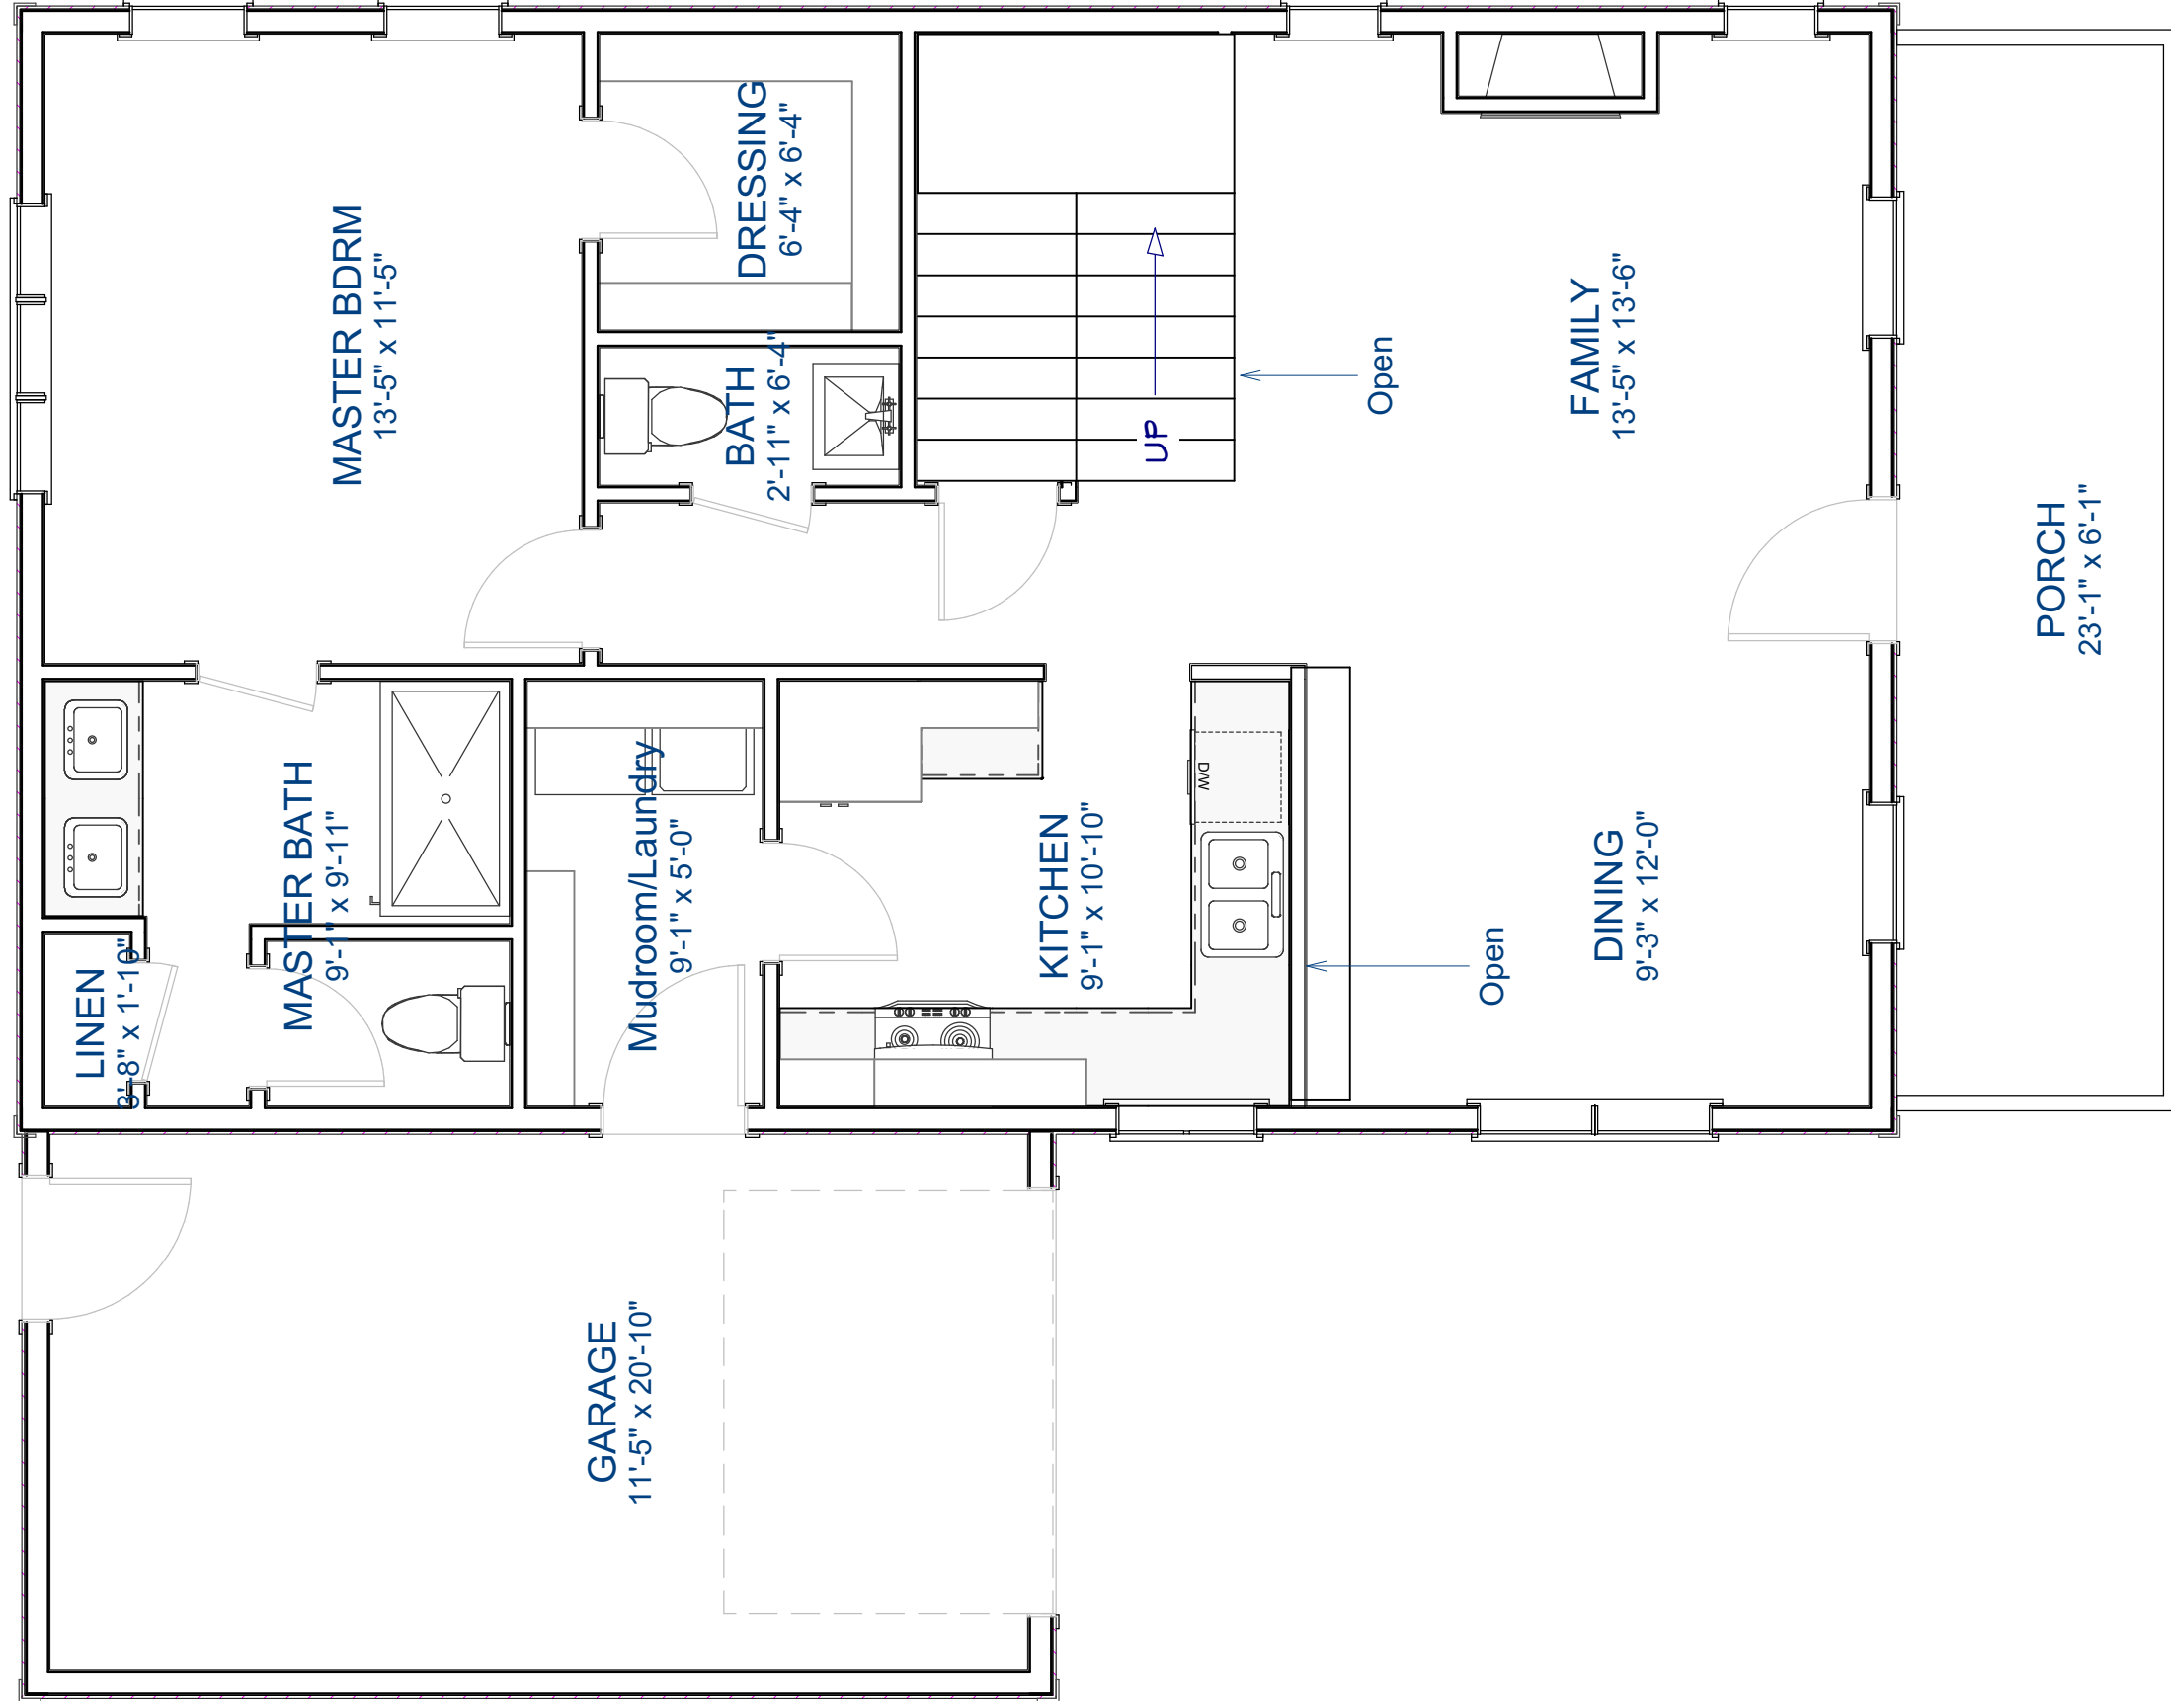 MASTER BDRM
13'-5" x 11'-5"
DRESSING
6'-4" x 6'-4"
BATH
2'-11" x 6'-4"
UP
Open
FAMILY
13'-5" x 13'-6"
PORCH
23'-1" x 6'-1"
LINEN
3'-8" x 1'-10"
MASTER BATH
9'-1" x 9'-11"
Mudroom/Laundry
9'-1" x 5'-0"
KITCHEN
9'-1" x 10'-10"
D/W
Open
DINING
9'-3" x 12'-0"
GARAGE
11'-5" x 20'-10"